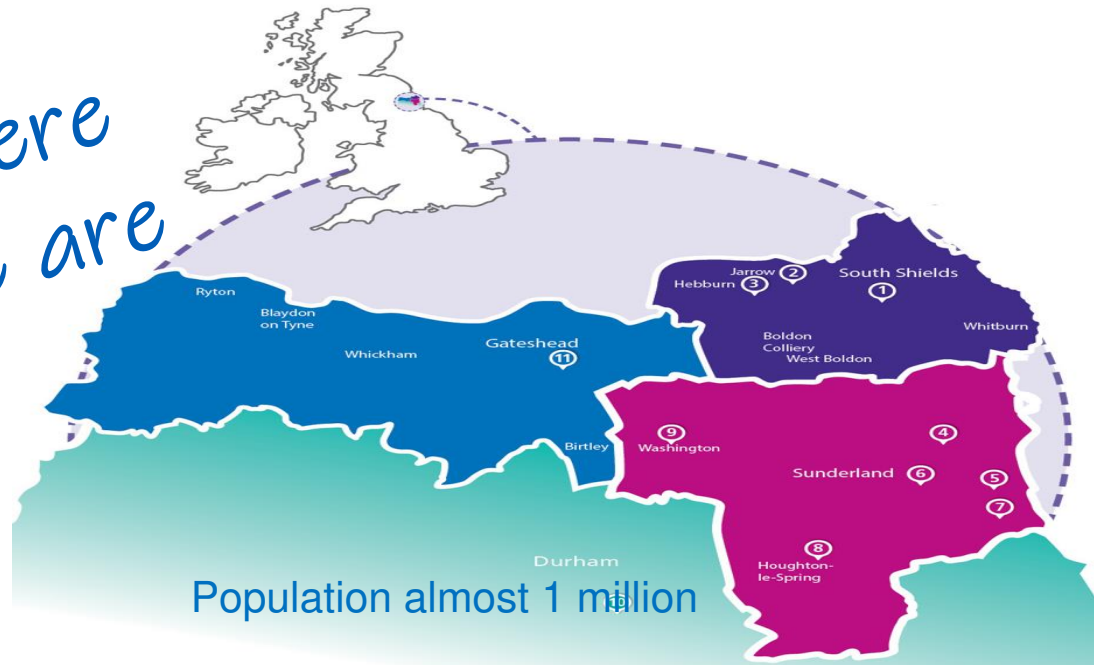 ere
are
Ryton
Blaydon
on Tyne
Whickham
Gateshead
11
Birtley
Jarrow 2
Hebburn 3
South Shields
1
Whitburn
Boldon
Colliery
West Boldon
9
Washington
4
Sunderland 6
5
7
8
Houghton-
le-Spring
Durham
10
Population almost 1 million